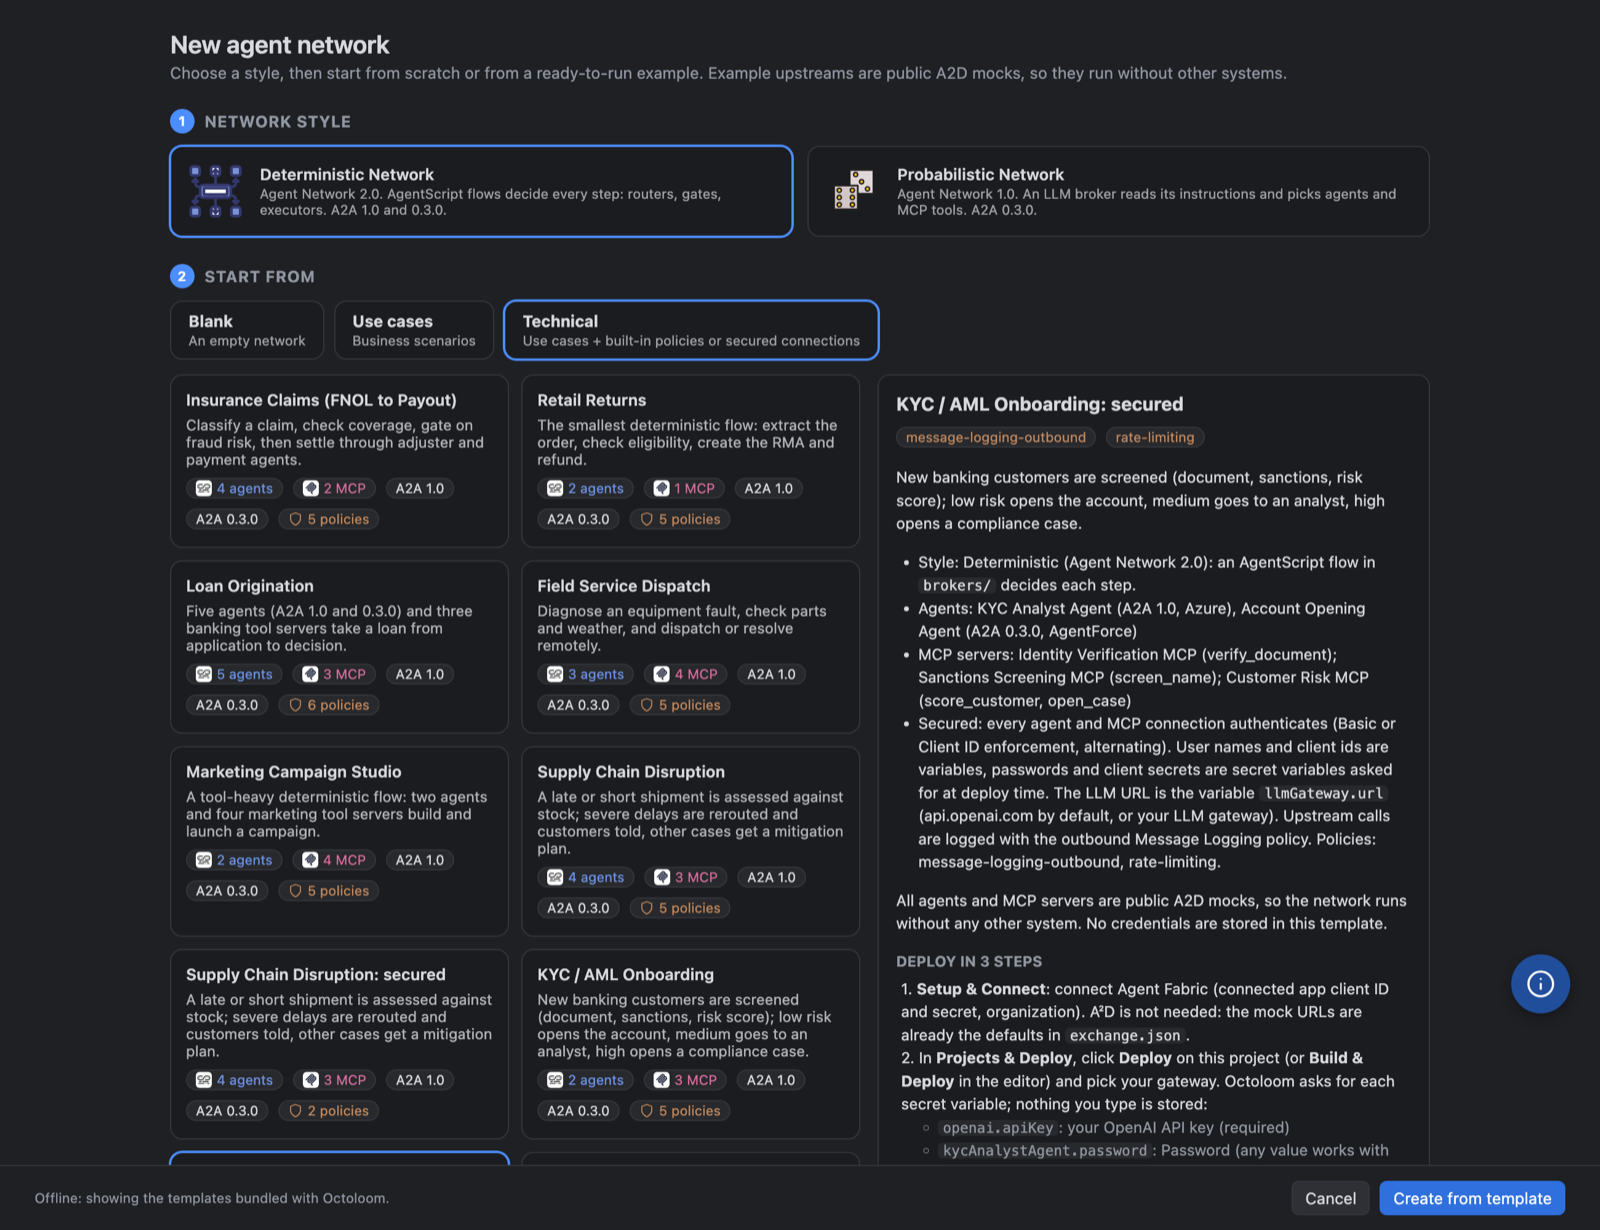 New agent network
Choose a style, then start from scratch or from a ready-to-run example. Example upstreams are public A2D mocks, so they run without other systems.
1 NETWORK STYLE
Deterministic Network
Agent Network 2.0. AgentScript flows decide every step: routers, gates,
executors. A2A 1.0 and 0.3.0.
Probabilistic Network
Agent Network 1.0. An LLM broker reads its instructions and picks agents and
MCP tools. A2A 0.3.0.
2 START FROM
Blank
An empty network
Use cases
Business scenarios
Technical
Use cases + built-in policies or secured connections
Insurance Claims (FNOL to Payout)
Classify a claim, check coverage, gate on
fraud risk, then settle through adjuster and
payment agents.
4 agents 2 MCP A2A 1.0
A2A 0.3.0 5 policies
Retail Returns
The smallest deterministic flow: extract the
order, check eligibility, create the RMA and
refund.
2 agents 1 MCP A2A 1.0
A2A 0.3.0 5 policies
Loan Origination
Five agents (A2A 1.0 and 0.3.0) and three
banking tool servers take a loan from
application to decision.
5 agents 3 MCP A2A 1.0
A2A 0.3.0 6 policies
Field Service Dispatch
Diagnose an equipment fault, check parts
and weather, and dispatch or resolve
remotely.
3 agents 4 MCP A2A 1.0
A2A 0.3.0 5 policies
Marketing Campaign Studio
A tool-heavy deterministic flow: two agents
and four marketing tool servers build and
launch a campaign.
2 agents 4 MCP A2A 1.0
A2A 0.3.0 5 policies
Supply Chain Disruption
A late or short shipment is assessed against
stock; severe delays are rerouted and
customers told, other cases get a mitigation
plan.
4 agents 3 MCP A2A 1.0
A2A 0.3.0 5 policies
Supply Chain Disruption: secured
A late or short shipment is assessed against
stock; severe delays are rerouted and
customers told, other cases get a mitigation
plan.
4 agents 3 MCP A2A 1.0
A2A 0.3.0 2 policies
KYC / AML Onboarding
New banking customers are screened
(document, sanctions, risk score); low risk
opens the account, medium goes to an
analyst, high opens a compliance case.
2 agents 3 MCP A2A 1.0
A2A 0.3.0 5 policies
KYC / AML Onboarding: secured
message-logging-outbound rate-limiting
New banking customers are screened (document, sanctions, risk
score); low risk opens the account, medium goes to an analyst, high
opens a compliance case.
• Style: Deterministic (Agent Network 2.0): an AgentScript flow in
brokers/ decides each step.
• Agents: KYC Analyst Agent (A2A 1.0, Azure), Account Opening
Agent (A2A 0.3.0, AgentForce)
• MCP servers: Identity Verification MCP (verify_document);
Sanctions Screening MCP (screen_name); Customer Risk MCP
(score_customer, open_case)
• Secured: every agent and MCP connection authenticates (Basic or
Client ID enforcement, alternating). User names and client ids are
variables, passwords and client secrets are secret variables asked
for at deploy time. The LLM URL is the variable llmGateway.url
(api.openai.com by default, or your LLM gateway). Upstream calls
are logged with the outbound Message Logging policy. Policies:
message-logging-outbound, rate-limiting.
All agents and MCP servers are public A2D mocks, so the network runs
without any other system. No credentials are stored in this template.
DEPLOY IN 3 STEPS
1. Setup & Connect: connect Agent Fabric (connected app client ID
and secret, organization). A²D is not needed: the mock URLs are
already the defaults in exchange.json.
2. In Projects & Deploy, click Deploy on this project (or Build &
Deploy in the editor) and pick your gateway. Octoloom asks for each
secret variable; nothing you type is stored:
◦ openai.apiKey: your OpenAI API key (required)
◦ kycAnalystAgent.password: Password (any value works with
Offline: showing the templates bundled with Octoloom.
Cancel
Create from template